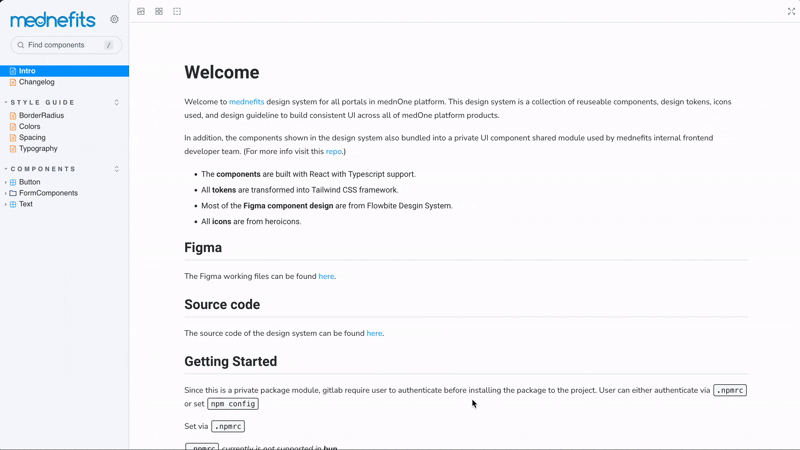 mednefits
Find components /
Intro
Changelog
STYLE GUIDE
BorderRadius
Colors
Spacing
Typography
COMPONENTS
Button
FormComponents
Text
Welcome
Welcome to mednefits design system for all portals in mednOne platform. This design system is a collection of reuseable components, design tokens, icons
used, and design guideline to build consistent UI across all of medOne platform products.
In addition, the components shown in the design system also bundled into a private UI component shared module used by mednefits internal frontend
developer team. (For more info visit this repo.)
• The components are built with React with Typescript support.
• All tokens are transformed into Tailwind CSS framework.
• Most of the Figma component design are from Flowbite Desgin System.
• All icons are from heroicons.
Figma
The Figma working files can be found here.
Source code
The source code of the design system can be found here.
Getting Started
Since this is a private package module, gitlab require user to authenticate before installing the package to the project. User can either authenticate via .npmrc
or set npm config
Set via .npmrc
.npmrc currently is not supported in bun